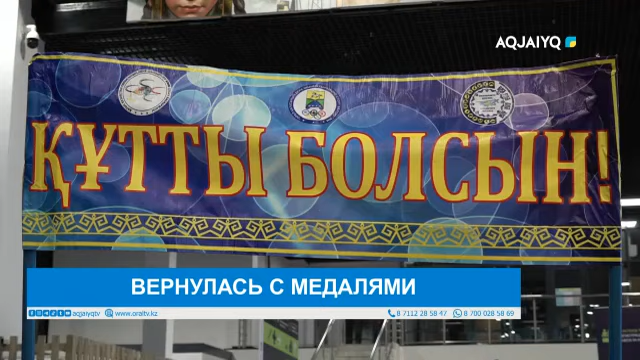 AQJAIYQ
ҚҰТТЫ БОЛСЫН!
ВЕРНУЛАСЬ С МЕДАЛЯМИ
aqjaiyqtv www.oraltv.kz 8 7112 28 58 47 8 700 028 58 69